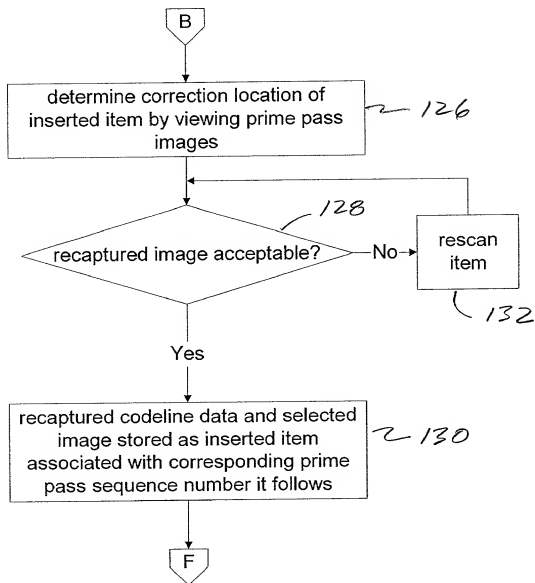 B
determine correction location of
inserted item by viewing prime pass
images
126
128
recaptured image acceptable?
No
rescan
item
132
Yes
recaptured codeline data and selected
image stored as inserted item
associated with corresponding prime
pass sequence number it follows
130
F